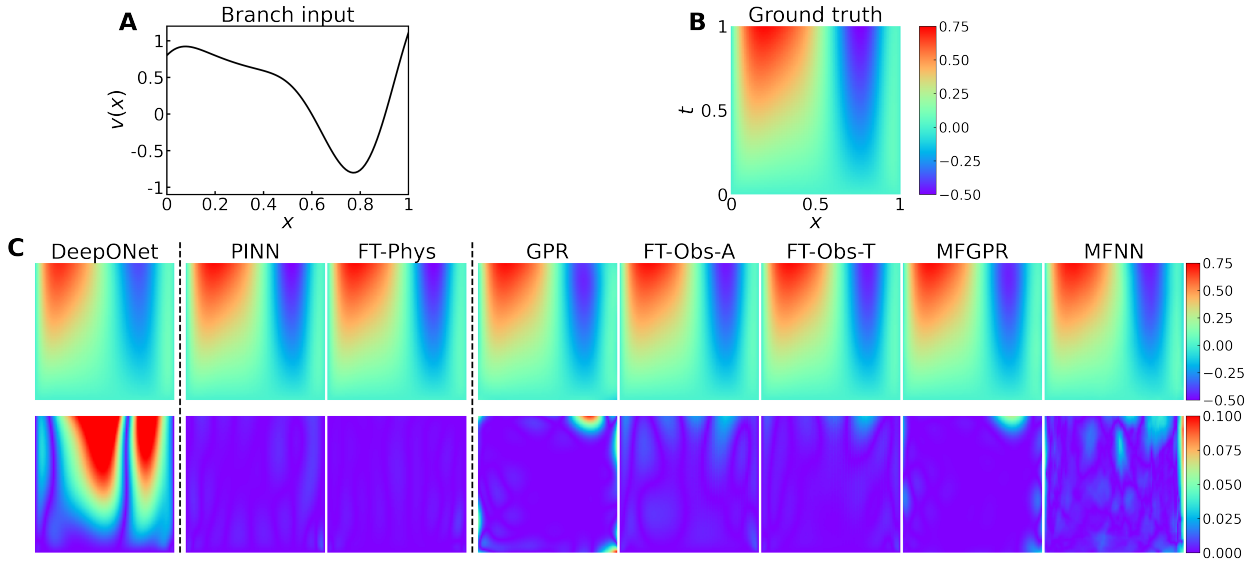 A
Branch input
1
0.5
0
-0.5
-1
v(x)
0 0.2 0.4 0.6 0.8 1
x
B
Ground truth
1
0.5
0
t
0 0.5 1
x
0.75
0.50
0.25
0.00
−0.25
−0.50
C
DeepONet PINN FT-Phys GPR FT-Obs-A FT-Obs-T MFGPR MFNN
0.75
0.50
0.25
0.00
−0.25
−0.50
0.100
0.075
0.050
0.025
0.000